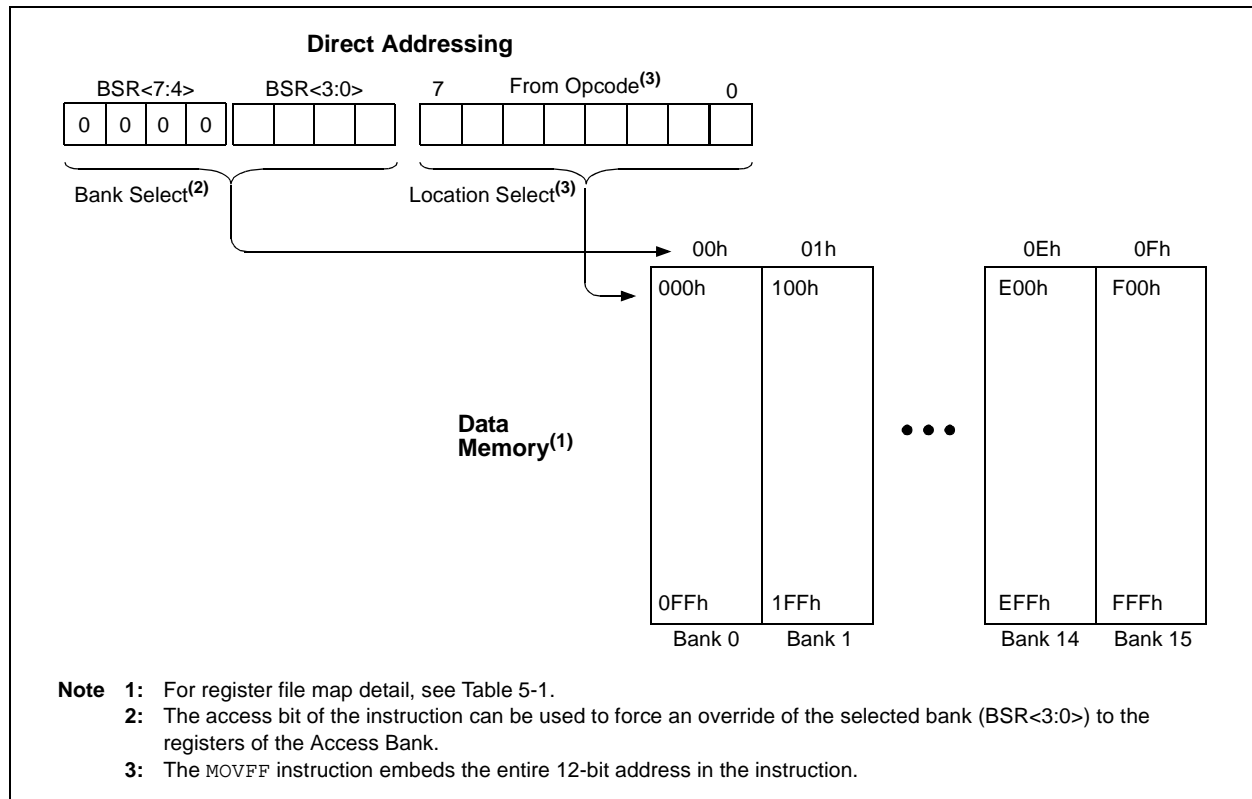 Direct Addressing
BSR<7:4> BSR<3:0> 7 From Opcode(3) 0
0 0 0 0
Bank Select(2) Location Select(3)
00h 01h 0Eh 0Fh
000h 100h E00h F00h
Data
Memory(1)
0FFh 1FFh EFFh FFFh
Bank 0 Bank 1 Bank 14 Bank 15
Note 1: For register file map detail, see Table 5-1.
2: The access bit of the instruction can be used to force an override of the selected bank (BSR<3:0>) to the
registers of the Access Bank.
3: The MOVFF instruction embeds the entire 12-bit address in the instruction.